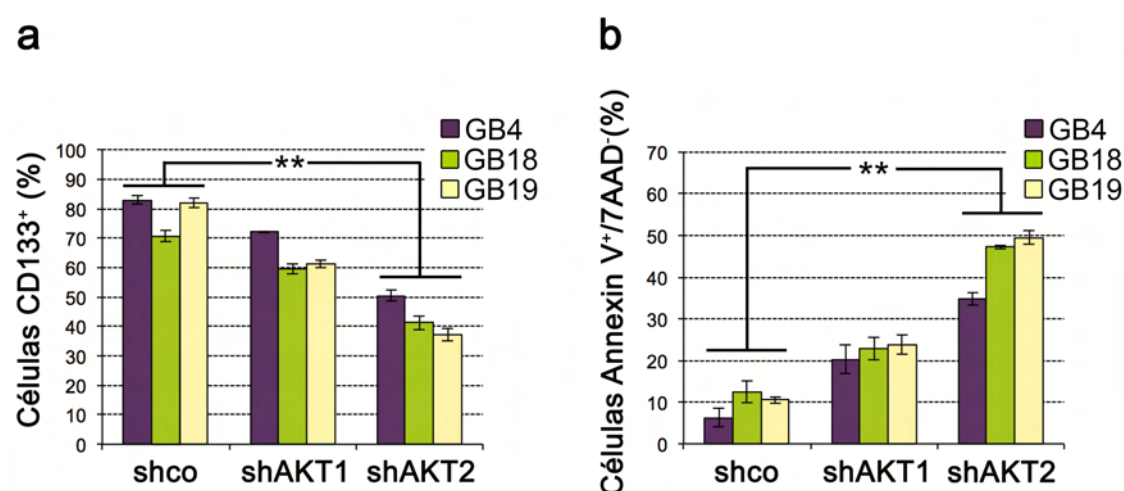 a
Células CD133⁺ (%)
100
90
80
70
60
50
40
30
20
10
0
**
GB4
GB18
GB19
shco shAKT1 shAKT2
b
Células Annexin V⁺/7AAD⁻(%)
70
60
50
40
30
20
10
0
**
GB4
GB18
GB19
shco shAKT1 shAKT2